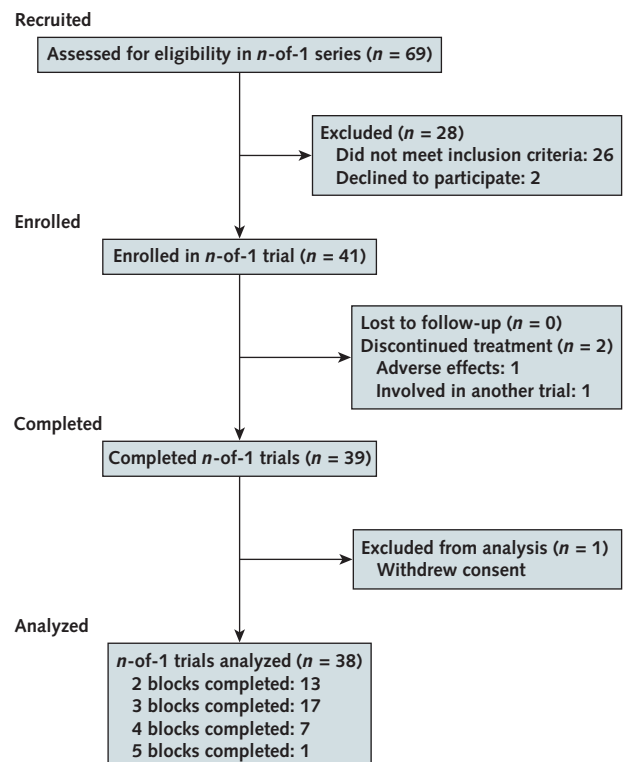 Recruited
Assessed for eligibility in n-of-1 series (n = 69)
Excluded (n = 28)
Did not meet inclusion criteria: 26
Declined to participate: 2
Enrolled
Enrolled in n-of-1 trial (n = 41)
Lost to follow-up (n = 0)
Discontinued treatment (n = 2)
Adverse effects: 1
Involved in another trial: 1
Completed
Completed n-of-1 trials (n = 39)
Excluded from analysis (n = 1)
Withdrew consent
Analyzed
n-of-1 trials analyzed (n = 38)
2 blocks completed: 13
3 blocks completed: 17
4 blocks completed: 7
5 blocks completed: 1